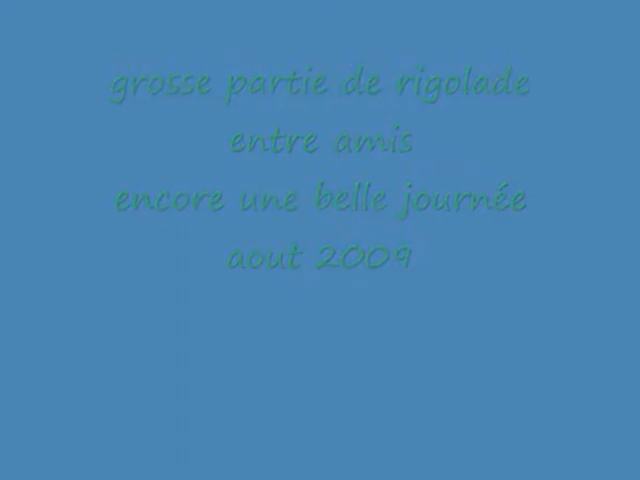 grosse partie de rigolade
entre amis
encore une belle journée
aout 2009